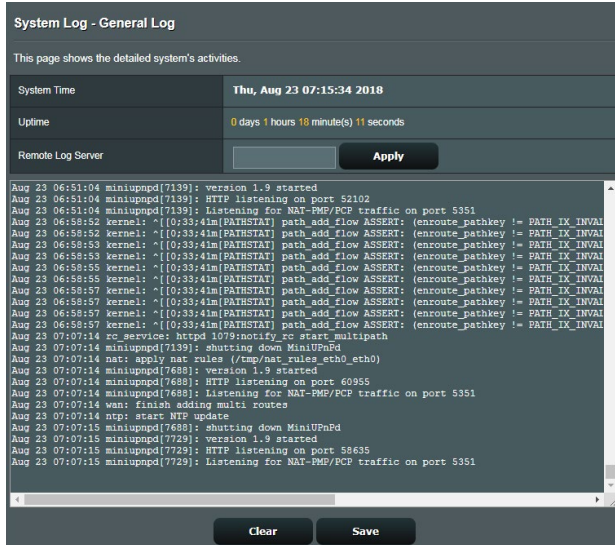 System Log - General Log
This page shows the detailed system's activities.
System Time Thu, Aug 23 07:15:34 2018
Uptime 0 days 1 hours 18 minute(s) 11 seconds
Remote Log Server Apply
Aug 23 06:51:04 miniupnpd[7139]: version 1.9 started
Aug 23 06:51:04 miniupnpd[7139]: HTTP listening on port 52102
Aug 23 06:51:04 miniupnpd[7139]: Listening for NAT-PMP/PCP traffic on port 5351
Aug 23 06:58:52 kernel: ^[[0;33;41m[PATHSTAT] path_add_flow ASSERT: (enroute_pathkey != PATH_IX_INVAI
Aug 23 06:58:52 kernel: ^[[0;33;41m[PATHSTAT] path_add_flow ASSERT: (enroute_pathkey != PATH_IX_INVAI
Aug 23 06:58:53 kernel: ^[[0;33;41m[PATHSTAT] path_add_flow ASSERT: (enroute_pathkey != PATH_IX_INVAI
Aug 23 06:58:53 kernel: ^[[0;33;41m[PATHSTAT] path_add_flow ASSERT: (enroute_pathkey != PATH_IX_INVAI
Aug 23 06:58:55 kernel: ^[[0;33;41m[PATHSTAT] path_add_flow ASSERT: (enroute_pathkey != PATH_IX_INVAI
Aug 23 06:58:55 kernel: ^[[0;33;41m[PATHSTAT] path_add_flow ASSERT: (enroute_pathkey != PATH_IX_INVAI
Aug 23 06:58:57 kernel: ^[[0;33;41m[PATHSTAT] path_add_flow ASSERT: (enroute_pathkey != PATH_IX_INVAI
Aug 23 06:58:57 kernel: ^[[0;33;41m[PATHSTAT] path_add_flow ASSERT: (enroute_pathkey != PATH_IX_INVAI
Aug 23 06:58:57 kernel: ^[[0;33;41m[PATHSTAT] path_add_flow ASSERT: (enroute_pathkey != PATH_IX_INVAI
Aug 23 07:07:14 rc_service: httpd 1079:notify_rc start_multipath
Aug 23 07:07:14 miniupnpd[7139]: shutting down MiniUPnPd
Aug 23 07:07:14 nat: apply nat rules (/tmp/nat_rules_eth0_eth0)
Aug 23 07:07:14 miniupnpd[7688]: version 1.9 started
Aug 23 07:07:14 miniupnpd[7688]: HTTP listening on port 60955
Aug 23 07:07:14 miniupnpd[7688]: Listening for NAT-PMP/PCP traffic on port 5351
Aug 23 07:07:14 wan: finish adding multi routes
Aug 23 07:07:14 ntp: start NTP update
Aug 23 07:07:15 miniupnpd[7688]: shutting down MiniUPnPd
Aug 23 07:07:15 miniupnpd[7729]: version 1.9 started
Aug 23 07:07:15 miniupnpd[7729]: HTTP listening on port 58635
Aug 23 07:07:15 miniupnpd[7729]: Listening for NAT-PMP/PCP traffic on port 5351
Clear Save